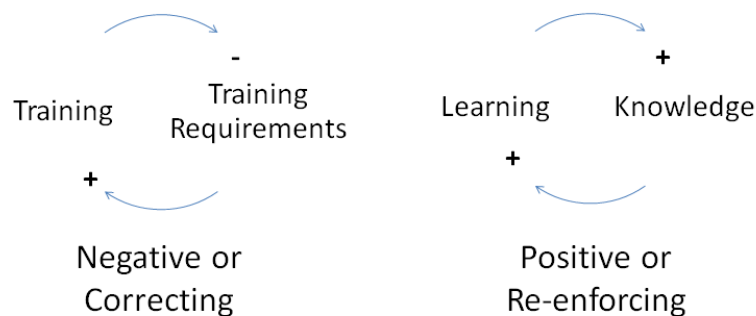 -
Training
Training
Requirements
+
Negative or
Correcting
+
Learning
Knowledge
+
Positive or
Re-enforcing